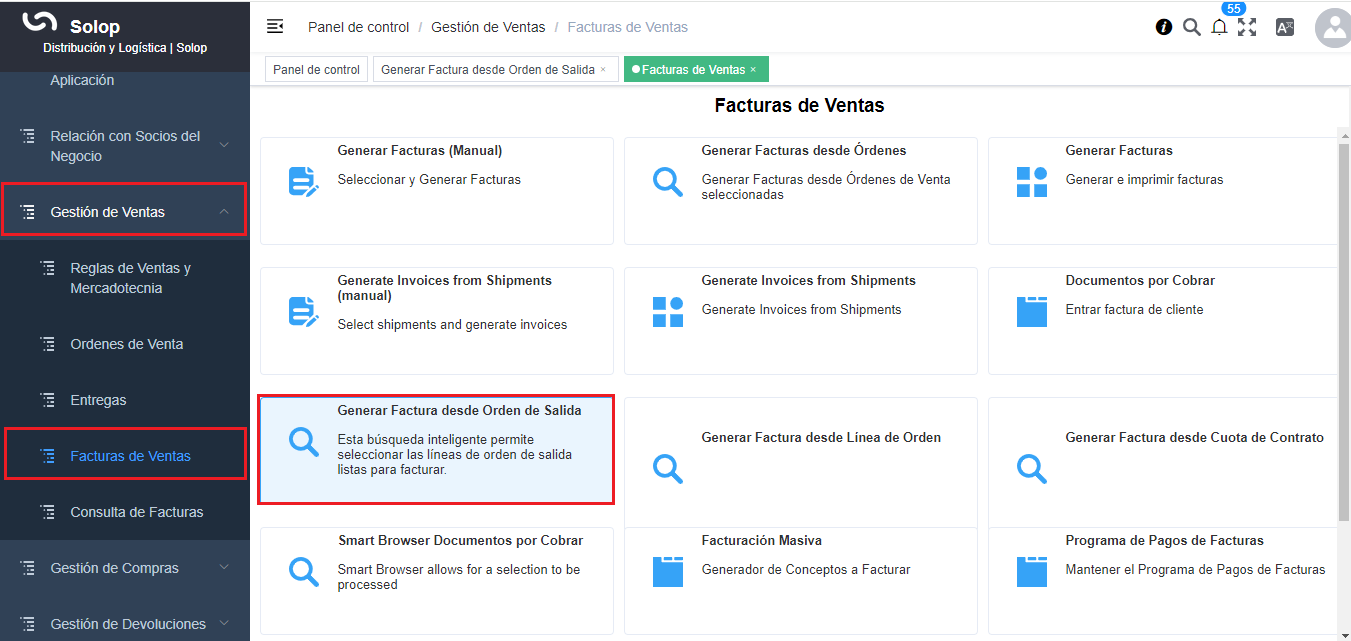 Solop
Distribución y Logística | Solop
Aplicación
Relación con Socios del
Negocio
Gestión de Ventas
Reglas de Ventas y
Mercadotecnia
Ordenes de Venta
Entregas
Facturas de Ventas
Consulta de Facturas
Gestión de Compras
Gestión de Devoluciones
Panel de control / Gestión de Ventas / Facturas de Ventas
55
Panel de control
Generar Factura desde Orden de Salida ×
Facturas de Ventas ×
Facturas de Ventas
Generar Facturas (Manual)
Seleccionar y Generar Facturas
Generar Facturas desde Órdenes
Generar Facturas desde Órdenes de Venta
seleccionadas
Generar Facturas
Generar e imprimir facturas
Generate Invoices from Shipments
(manual)
Select shipments and generate invoices
Generate Invoices from Shipments
Generate Invoices from Shipments
Documentos por Cobrar
Entrar factura de cliente
Generar Factura desde Orden de Salida
Esta búsqueda inteligente permite
seleccionar las líneas de orden de salida
listas para facturar.
Generar Factura desde Línea de Orden
Generar Factura desde Cuota de Contrato
Smart Browser Documentos por Cobrar
Smart Browser allows for a selection to be
processed
Facturación Masiva
Generador de Conceptos a Facturar
Programa de Pagos de Facturas
Mantener el Programa de Pagos de Facturas